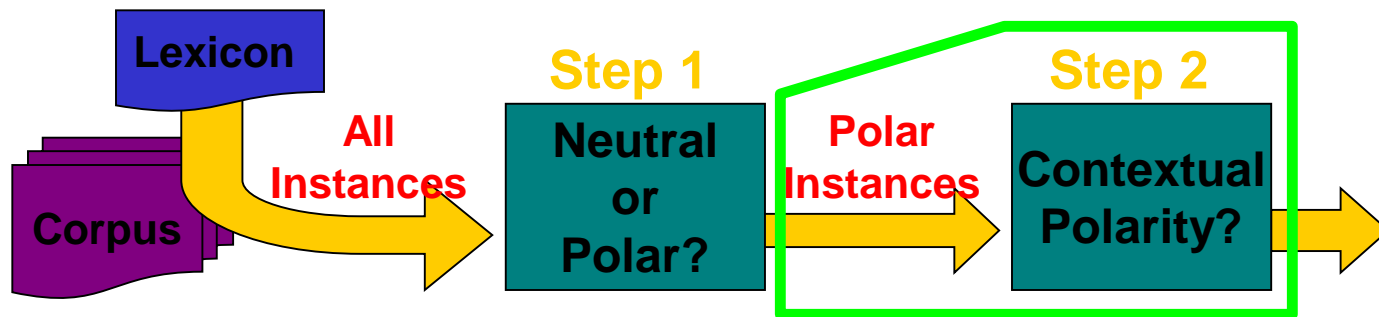 Lexicon
Corpus
All
Instances
Step 1
Neutral
or
Polar?
Polar
Instances
Step 2
Contextual
Polarity?